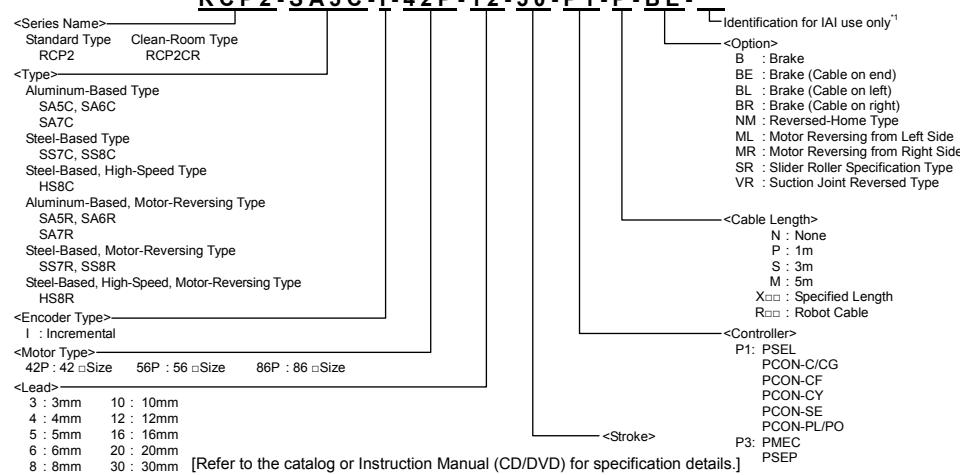 RCP2-SA5C-I-42P-12-50-P1-P-BE-
<Series Name>
Standard Type Clean-Room Type
RCP2 RCP2CR
<Type>
Aluminum-Based Type
SA5C, SA6C
SA7C
Steel-Based Type
SS7C, SS8C
Steel-Based, High-Speed Type
HS8C
Aluminum-Based, Motor-Reversing Type
SA5R, SA6R
SA7R
Steel-Based, Motor-Reversing Type
SS7R, SS8R
Steel-Based, High-Speed, Motor-Reversing Type
HS8R
<Encoder Type>
I : Incremental
<Motor Type>
42P : 42 □Size 56P : 56 □Size 86P : 86 □Size
<Lead>
3 : 3mm 10 : 10mm
4 : 4mm 12 : 12mm
5 : 5mm 16 : 16mm
6 : 6mm 20 : 20mm
8 : 8mm 30 : 30mm
[Refer to the catalog or Instruction Manual (CD/DVD) for specification details.]
Identification for IAI use only*1
<Option>
B : Brake
BE : Brake (Cable on end)
BL : Brake (Cable on left)
BR : Brake (Cable on right)
NM : Reversed-Home Type
ML : Motor Reversing from Left Side
MR : Motor Reversing from Right Side
SR : Slider Roller Specification Type
VR : Suction Joint Reversed Type
<Cable Length>
N : None
P : 1m
S : 3m
M : 5m
X□□ : Specified Length
R□□ : Robot Cable
<Controller>
P1: PSEL
PCON-C/CG
PCON-CF
PCON-CY
PCON-SE
PCON-PL/PO
P3: PMEC
PSEP
<Stroke>